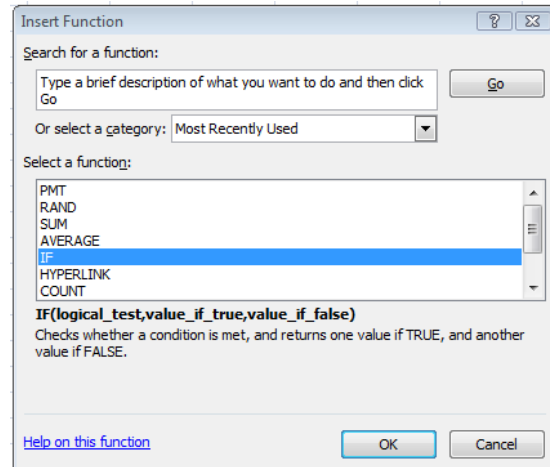 Insert Function
Search for a function:
Type a brief description of what you want to do and then click
Go
Go
Or select a category: Most Recently Used
Select a function:
PMT
RAND
SUM
AVERAGE
IF
HYPERLINK
COUNT
IF(logical_test,value_if_true,value_if_false)
Checks whether a condition is met, and returns one value if TRUE, and another
value if FALSE.
Help on this function
OK
Cancel